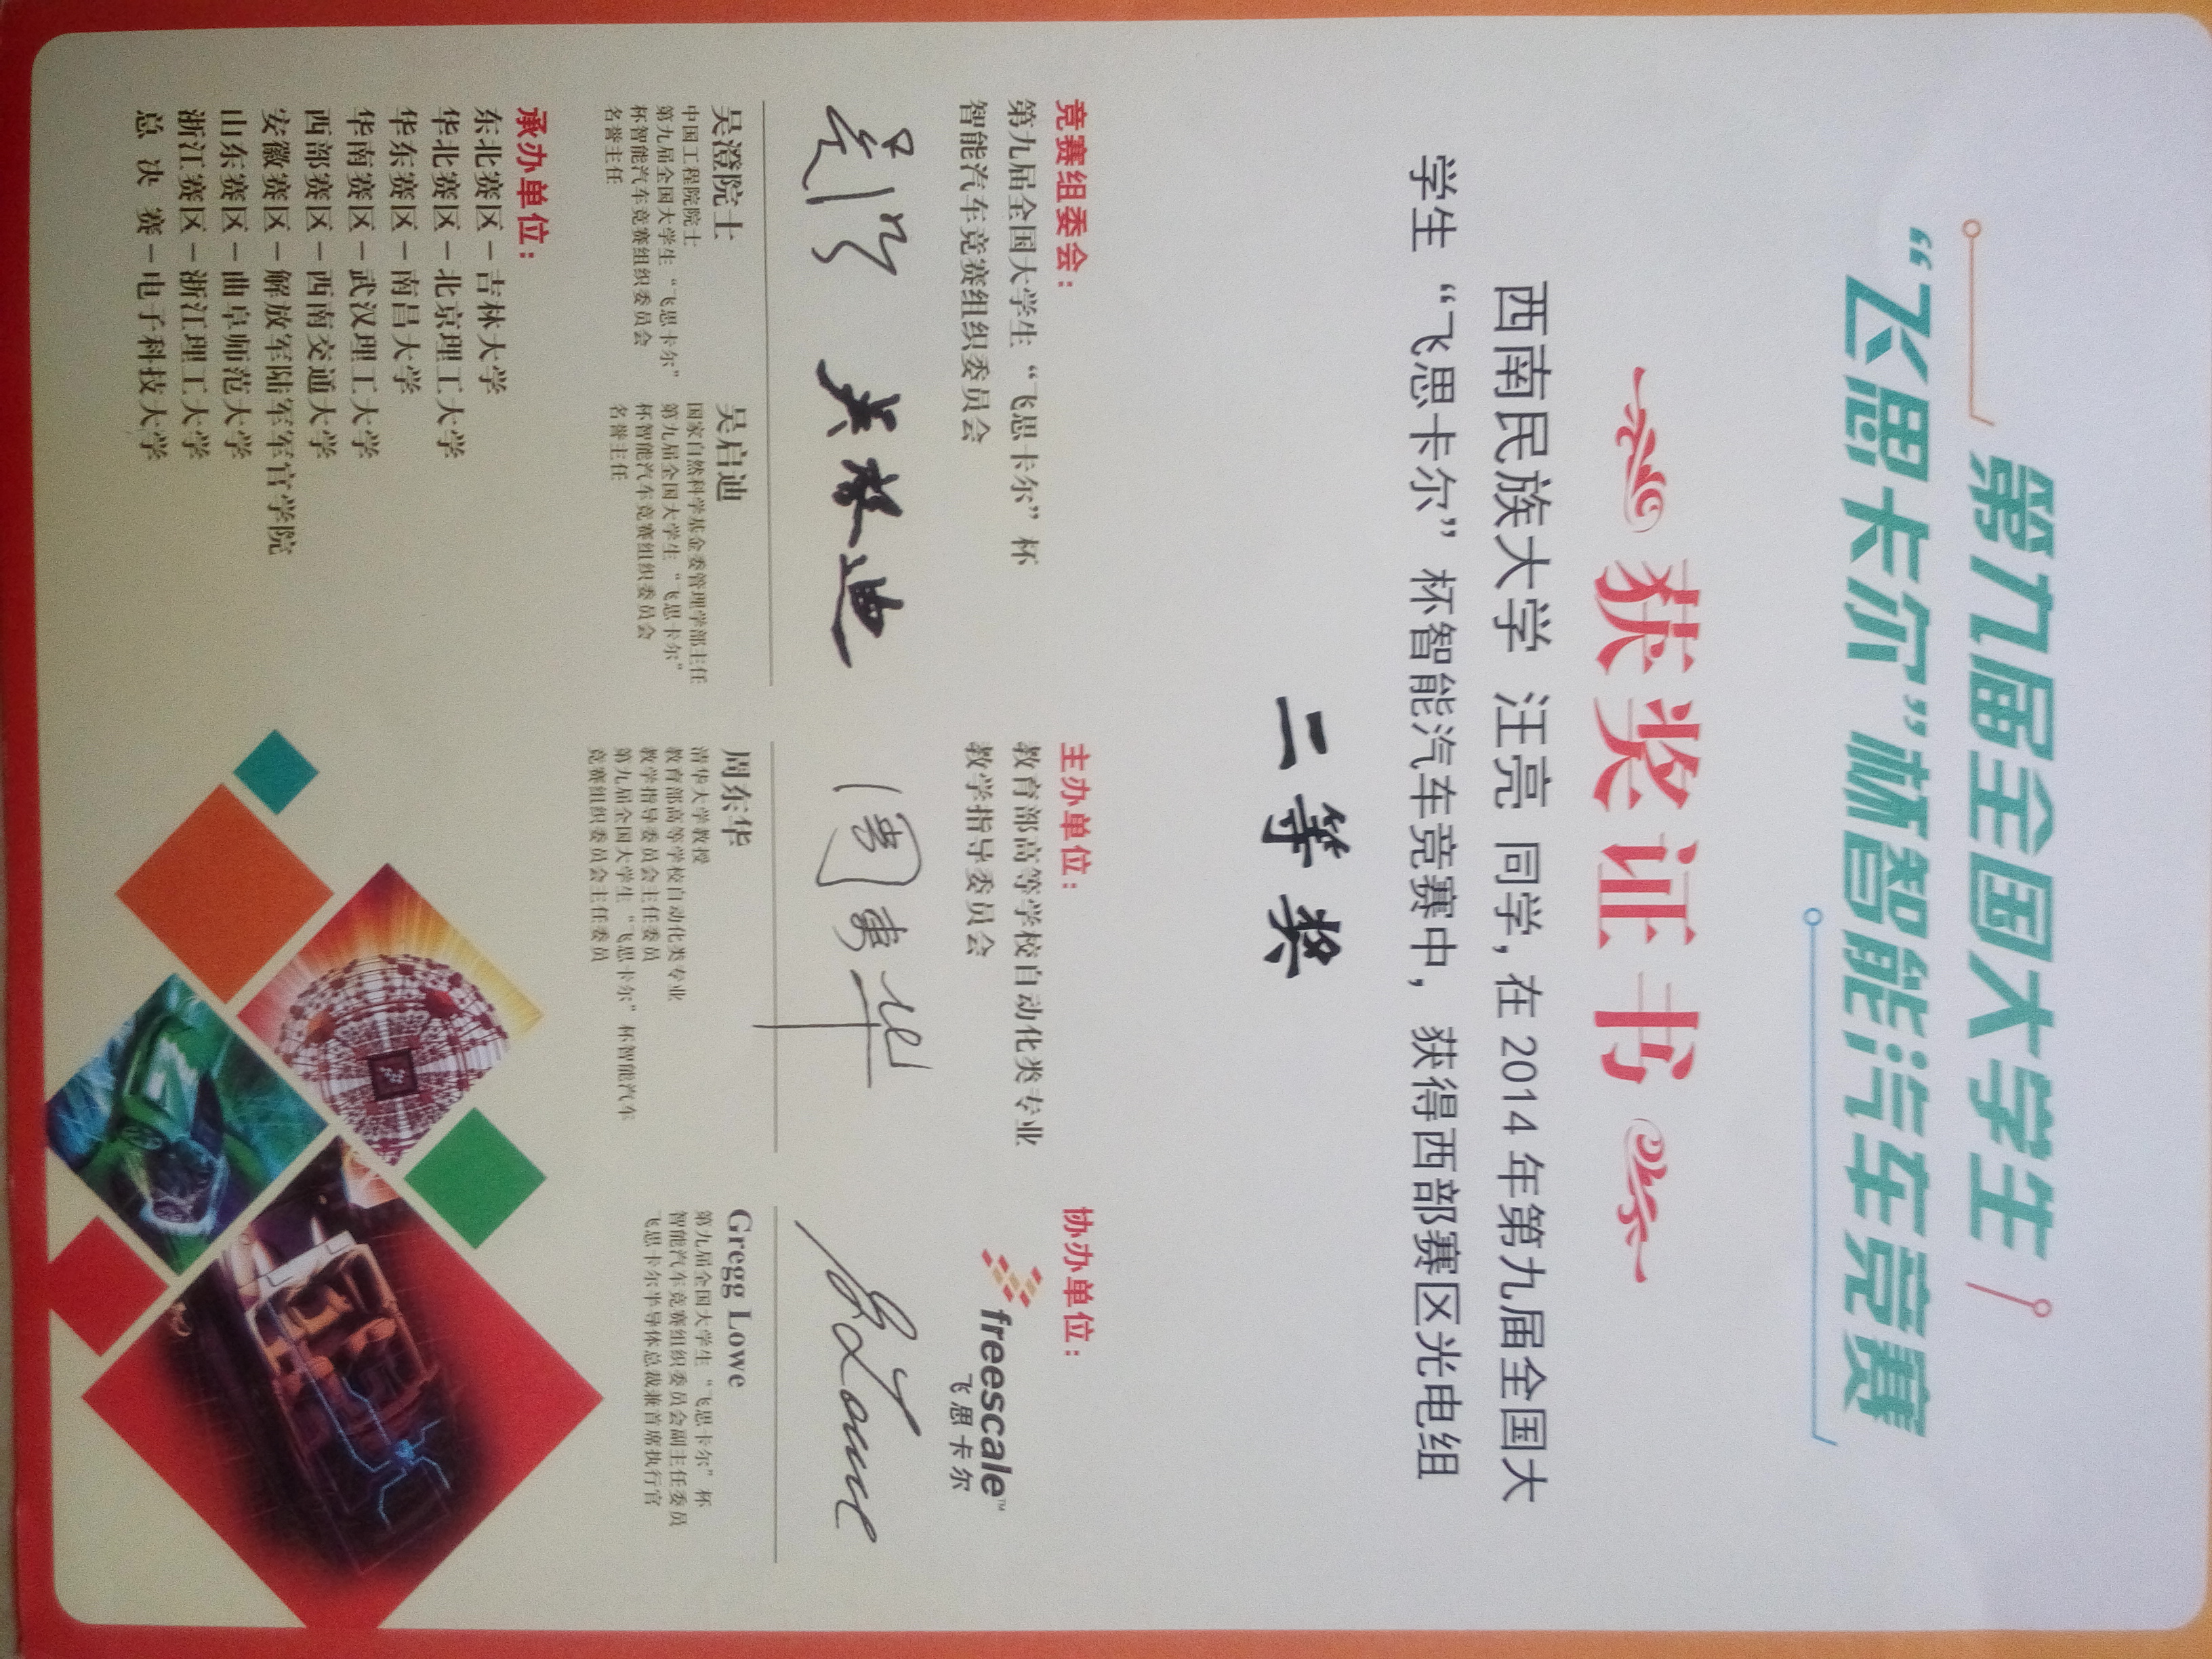 第九届全国大学生
“飞思卡尔”杯智能汽车竞赛
获奖证书
西南民族大学 汪亮 同学，在 2014 年第九届全国大
学生“飞思卡尔”杯智能汽车竞赛中，获得西部赛区光电组
二等奖
竞赛组委会：
第九届全国大学生“飞思卡尔”杯
智能汽车竞赛组织委员会
吴澄
吴启迪
吴澄院士
中国工程院院士
第九届全国大学生“飞思卡尔”
杯智能汽车竞赛组织委员会
名誉主任
吴启迪
国家自然科学基金委管理学部主任
第九届全国大学生“飞思卡尔”
杯智能汽车竞赛组织委员会
名誉主任
主办单位：
教育部高等学校自动化类专业
教学指导委员会
周东华
周东华
清华大学教授
教育部高等学校自动化类专业
教学指导委员会主任委员
第九届全国大学生“飞思卡尔”杯智能汽车
竞赛组织委员会主任委员
协办单位：
freescale™
飞思卡尔
Gregg Lowe
第九届全国大学生“飞思卡尔”杯
智能汽车竞赛组织委员会副主任委员
飞思卡尔半导体总裁兼首席执行官
承办单位：
东北赛区－吉林大学
华北赛区－北京理工大学
华东赛区－南昌大学
华南赛区－武汉理工大学
西部赛区－西南交通大学
安徽赛区－解放军陆军军官学院
山东赛区－曲阜师范大学
浙江赛区－浙江理工大学
总 决 赛－电子科技大学